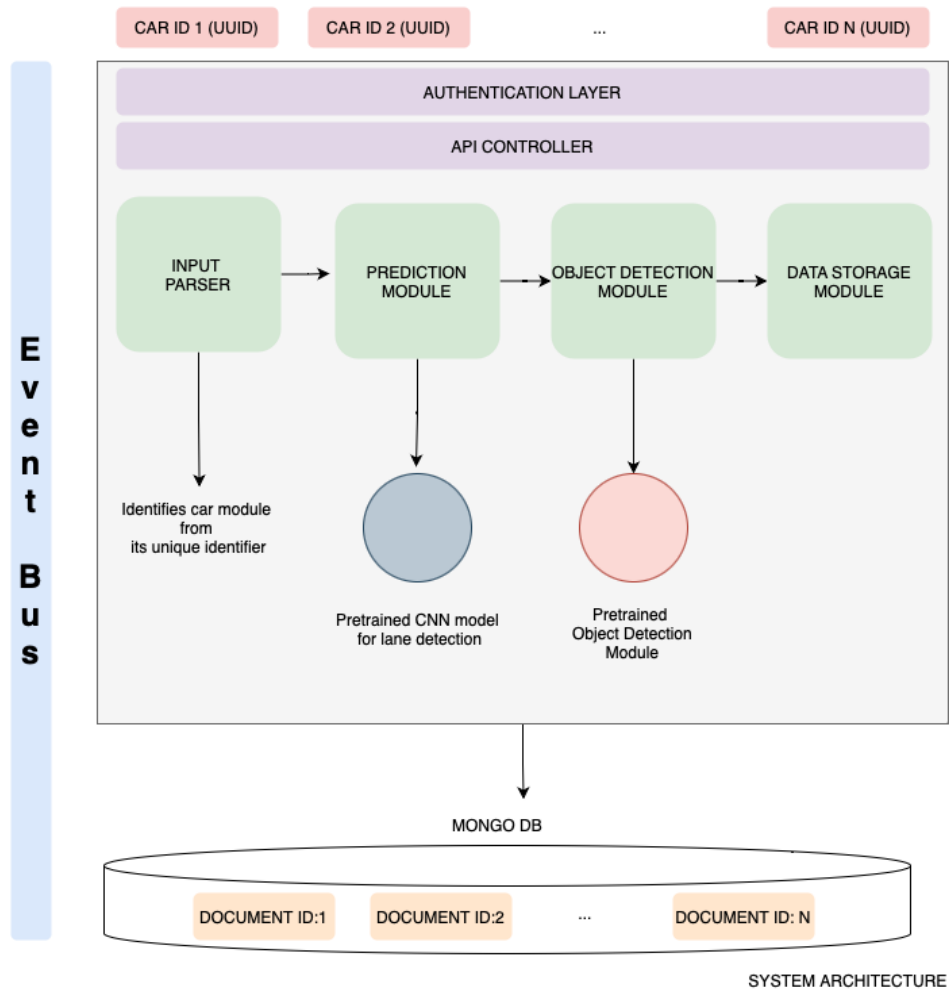 CAR ID 1 (UUID)
CAR ID 2 (UUID)
...
CAR ID N (UUID)
AUTHENTICATION LAYER
API CONTROLLER
INPUT
PARSER
PREDICTION
MODULE
OBJECT DETECTION
MODULE
DATA STORAGE
MODULE
Event Bus
Identifies car module
from
its unique identifier
Pretrained CNN model
for lane detection
Pretrained
Object Detection
Module
MONGO DB
DOCUMENT ID:1
DOCUMENT ID:2
...
DOCUMENT ID: N
SYSTEM ARCHITECTURE